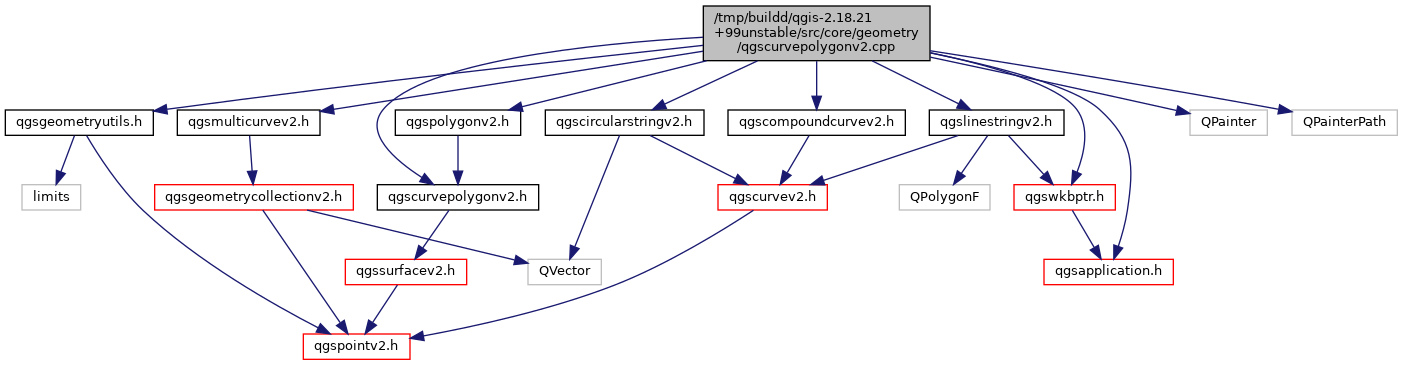 /tmp/buildd/qgis-2.18.21
+99unstable/src/core/geometry
/qgscurvepolygonv2.cpp
qgsgeometryutils.h
qgsmulticurvev2.h
qgspolygonv2.h
qgscircularstringv2.h
qgscompoundcurvev2.h
qgslinestringv2.h
QPainter
QPainterPath
limits
qgsgeometrycollectionv2.h
qgscurvepolygonv2.h
qgscurvev2.h
QPolygonF
qgswkbptr.h
qgssurfacev2.h
QVector
qgsapplication.h
qgspointv2.h